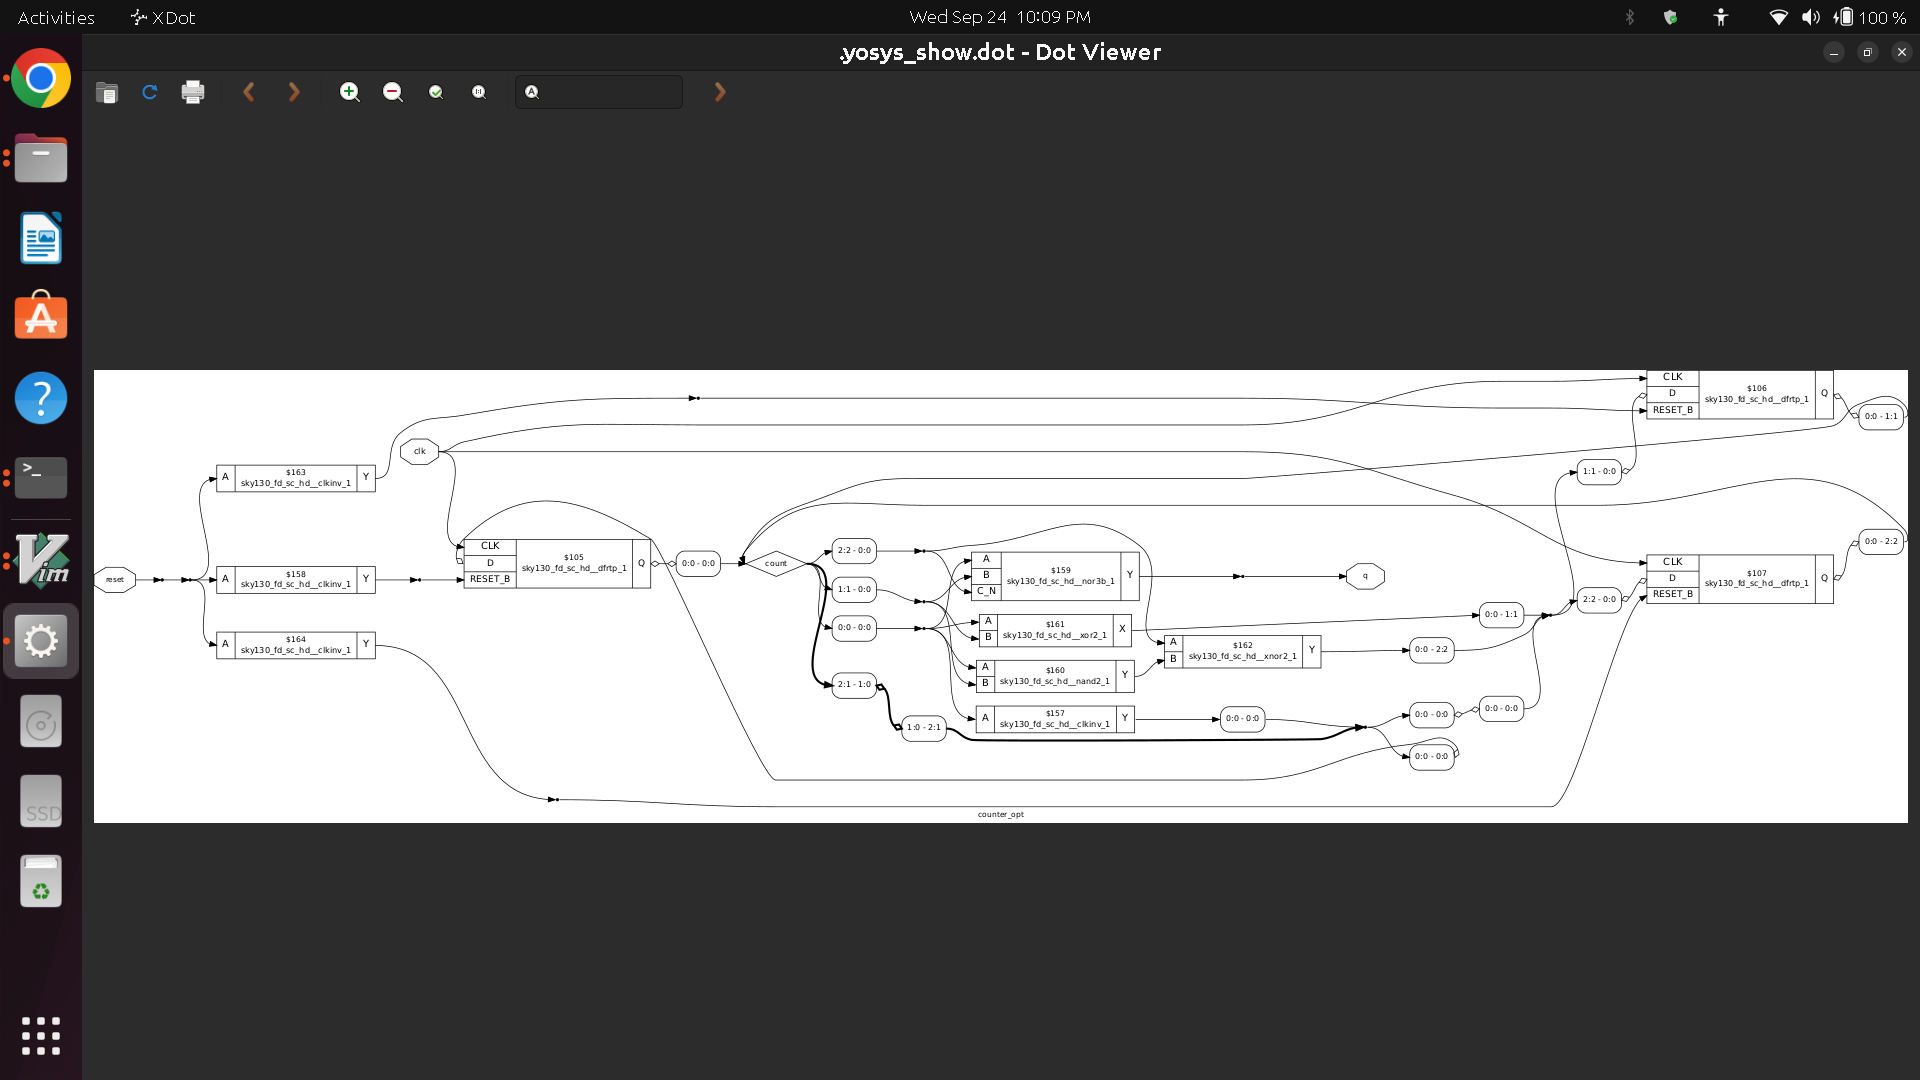 Activities
XDot
Wed Sep 24 10:09 PM
100 %
.yosys_show.dot - Dot Viewer
CLK
D
RESET_B
$106
sky130_fd_sc_hd__dfrtp_1
Q
0:0 - 1:1
clk
$163
A
sky130_fd_sc_hd__clkinv_1
Y
1:1 - 0:0
CLK
D
RESET_B
$105
sky130_fd_sc_hd__dfrtp_1
Q
0:0 - 0:0
count
2:2 - 0:0
1:1 - 0:0
0:0 - 0:0
2:1 - 1:0
1:0 - 2:1
reset
$158
A
sky130_fd_sc_hd__clkinv_1
Y
$164
A
sky130_fd_sc_hd__clkinv_1
Y
A
B
C_N
$159
sky130_fd_sc_hd__nor3b_1
Y
q
A
B
$161
sky130_fd_sc_hd__xor2_1
X
A
B
$160
sky130_fd_sc_hd__nand2_1
Y
A
$157
sky130_fd_sc_hd__clkinv_1
Y
0:0 - 0:0
A
B
$162
sky130_fd_sc_hd__xnor2_1
Y
0:0 - 1:1
0:0 - 2:2
0:0 - 0:0
0:0 - 0:0
0:0 - 0:0
2:2 - 0:0
CLK
D
RESET_B
$107
sky130_fd_sc_hd__dfrtp_1
Q
0:0 - 2:2
counter_opt
SSD